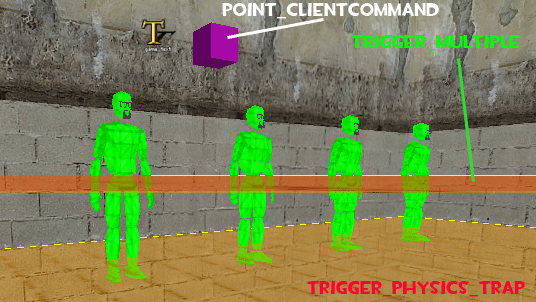 POINT_CLIENTCOMMAND
TRIGGER_MULTIPLE
TRIGGER_PHYSICS_TRAP